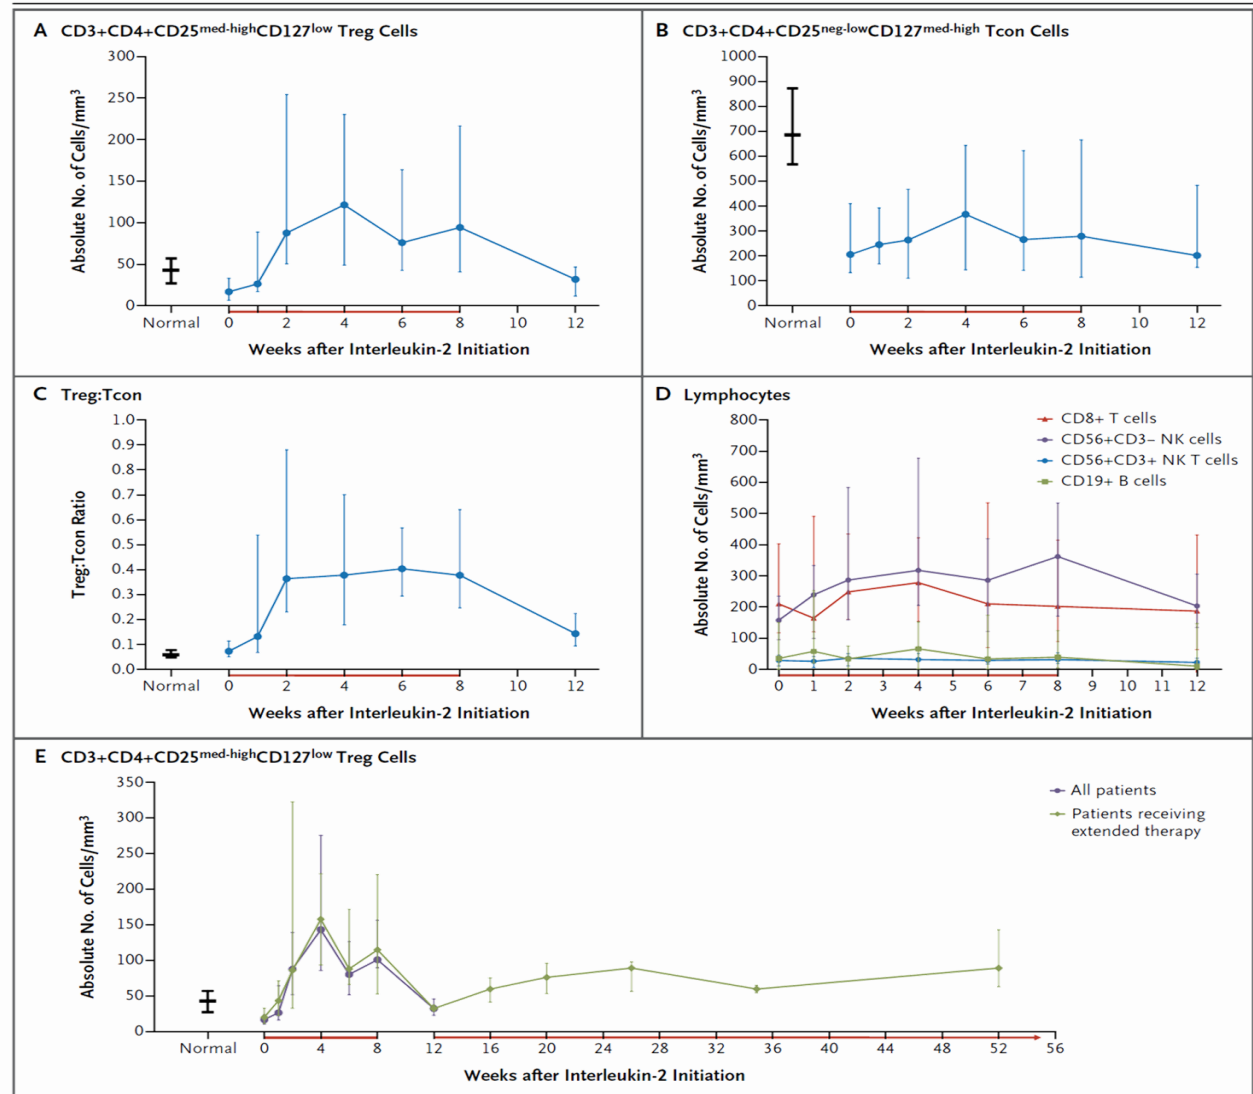 A CD3+CD4+CD25med-highCD127low Treg Cells
Absolute No. of Cells/mm3
300
250
200
150
100
50
0
Normal 0 2 4 6 8 10 12
Weeks after Interleukin-2 Initiation
B CD3+CD4+CD25neg-lowCD127med-high Tcon Cells
Absolute No. of Cells/mm3
1000
900
800
700
600
500
400
300
200
100
0
Normal 0 2 4 6 8 10 12
Weeks after Interleukin-2 Initiation
C Treg:Tcon
Treg:Tcon Ratio
1.0
0.9
0.8
0.7
0.6
0.5
0.4
0.3
0.2
0.1
0.0
Normal 0 2 4 6 8 10 12
Weeks after Interleukin-2 Initiation
D Lymphocytes
CD8+ T cells
CD56+CD3– NK cells
CD56+CD3+ NK T cells
CD19+ B cells
Absolute No. of Cells/mm3
800
700
600
500
400
300
200
100
0
0 1 2 3 4 5 6 8 9 10 11 12
Weeks after Interleukin-2 Initiation
E CD3+CD4+CD25med-highCD127low Treg Cells
All patients
Patients receiving
extended therapy
Absolute No. of Cells/mm3
350
300
250
200
150
100
50
0
Normal 0 4 8 12 16 20 24 28 32 36 40 44 48 52 56
Weeks after Interleukin-2 Initiation